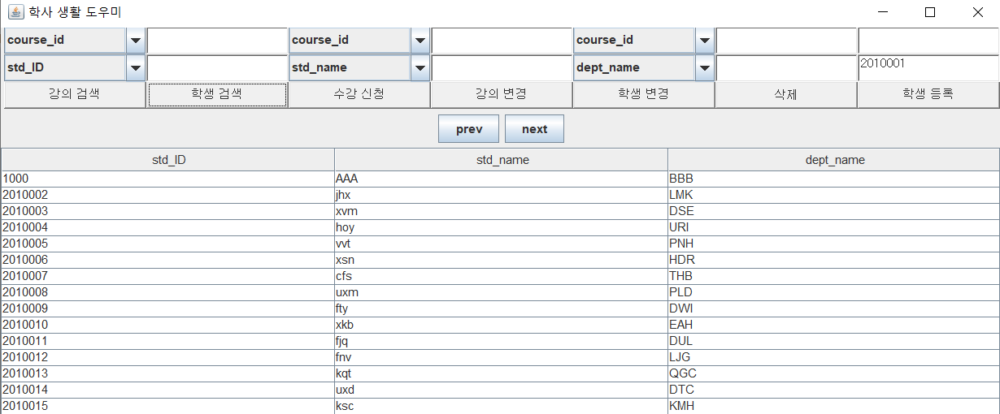 학사 생활 도우미
course_id course_id course_id
std_ID std_name dept_name 2010001
강의 검색 학생 검색 수강 신청 강의 변경 학생 변경 삭제 학생 등록
prev next
std_ID std_name dept_name
1000 AAA BBB
2010002 jhx LMK
2010003 xvm DSE
2010004 hoy URI
2010005 vvt PNH
2010006 xsn HDR
2010007 cfs THB
2010008 uxm PLD
2010009 fty DWI
2010010 xkb EAH
2010011 fjq DUL
2010012 fnv LJG
2010013 kqt QGC
2010014 uxd DTC
2010015 ksc KMH